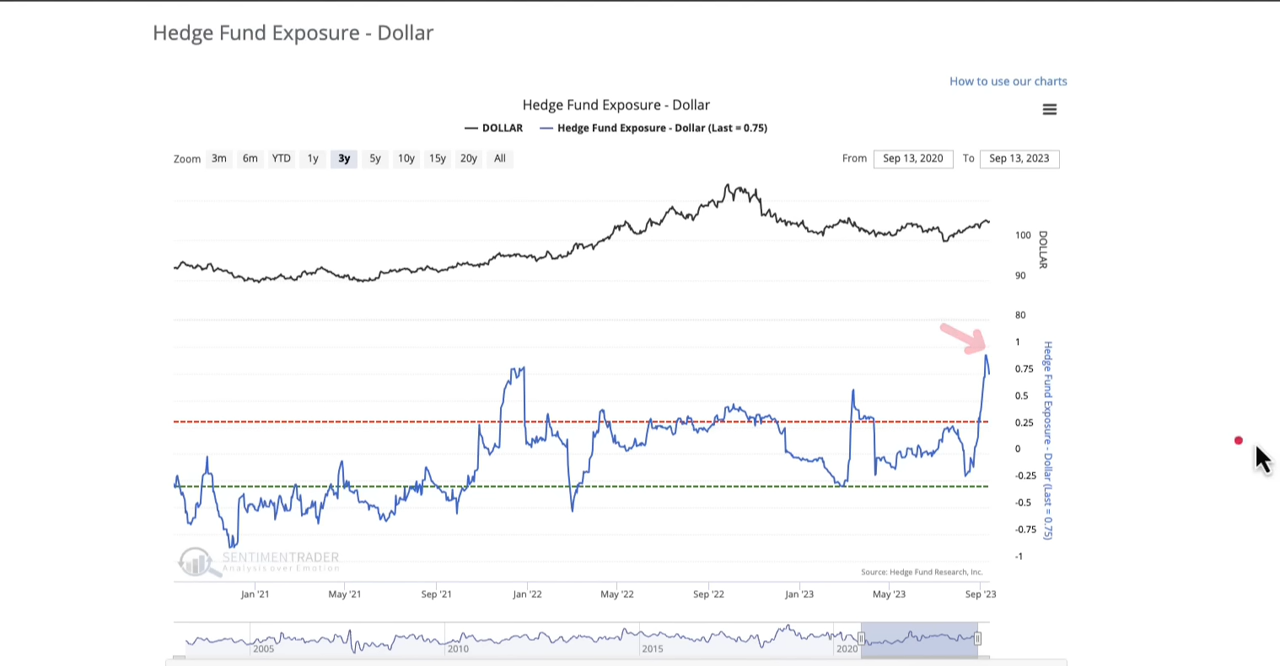 Hedge Fund Exposure - Dollar
How to use our charts
Hedge Fund Exposure - Dollar
DOLLAR Hedge Fund Exposure - Dollar (Last = 0.75)
Zoom 3m 6m YTD 1y 3y 5y 10y 15y 20y All From Sep 13, 2020 To Sep 13, 2023
100
90
80
DOLLAR
1
0.75
0.5
0.25
0
-0.25
-0.5
-0.75
-1
Hedge Fund Exposure - Dollar (Last = 0.75)
SENTIMENTRADER
Analysis over Emotion
Source: Hedge Fund Research, Inc.
Jan '21 May '21 Sep '21 Jan '22 May '22 Sep '22 Jan '23 May '23 Sep '23
2005 2010 2015 2020